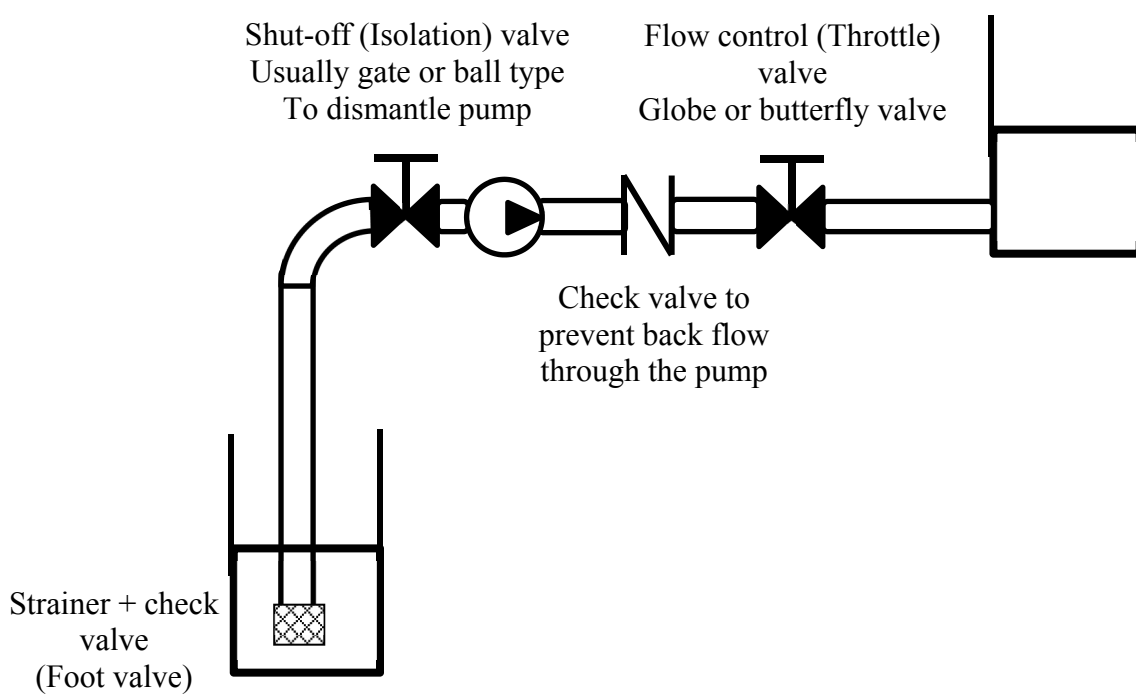 Shut-off (Isolation) valve
Usually gate or ball type
To dismantle pump
Flow control (Throttle)
valve
Globe or butterfly valve
Check valve to
prevent back flow
through the pump
Strainer + check
valve
(Foot valve)